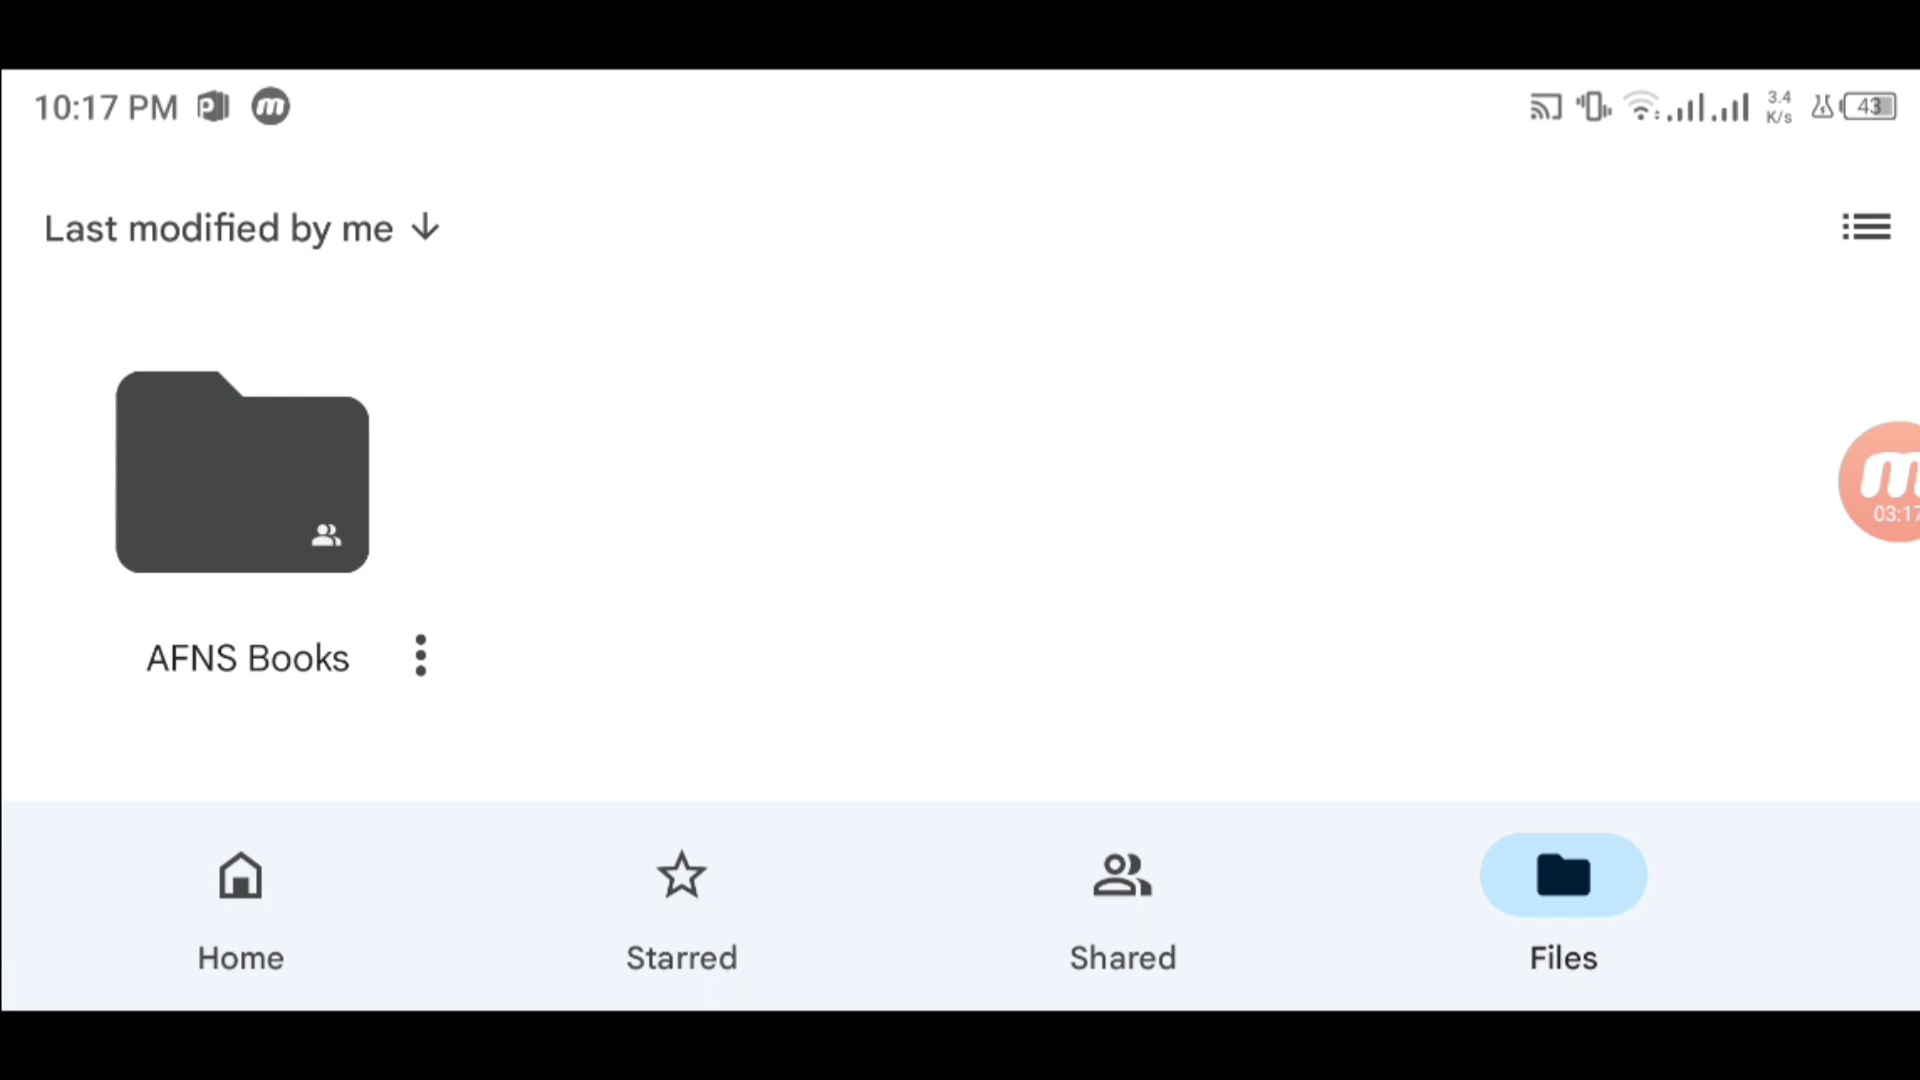 10:17 PM
3.4
K/s
43
Last modified by me
03:17
AFNS Books
Home
Starred
Shared
Files